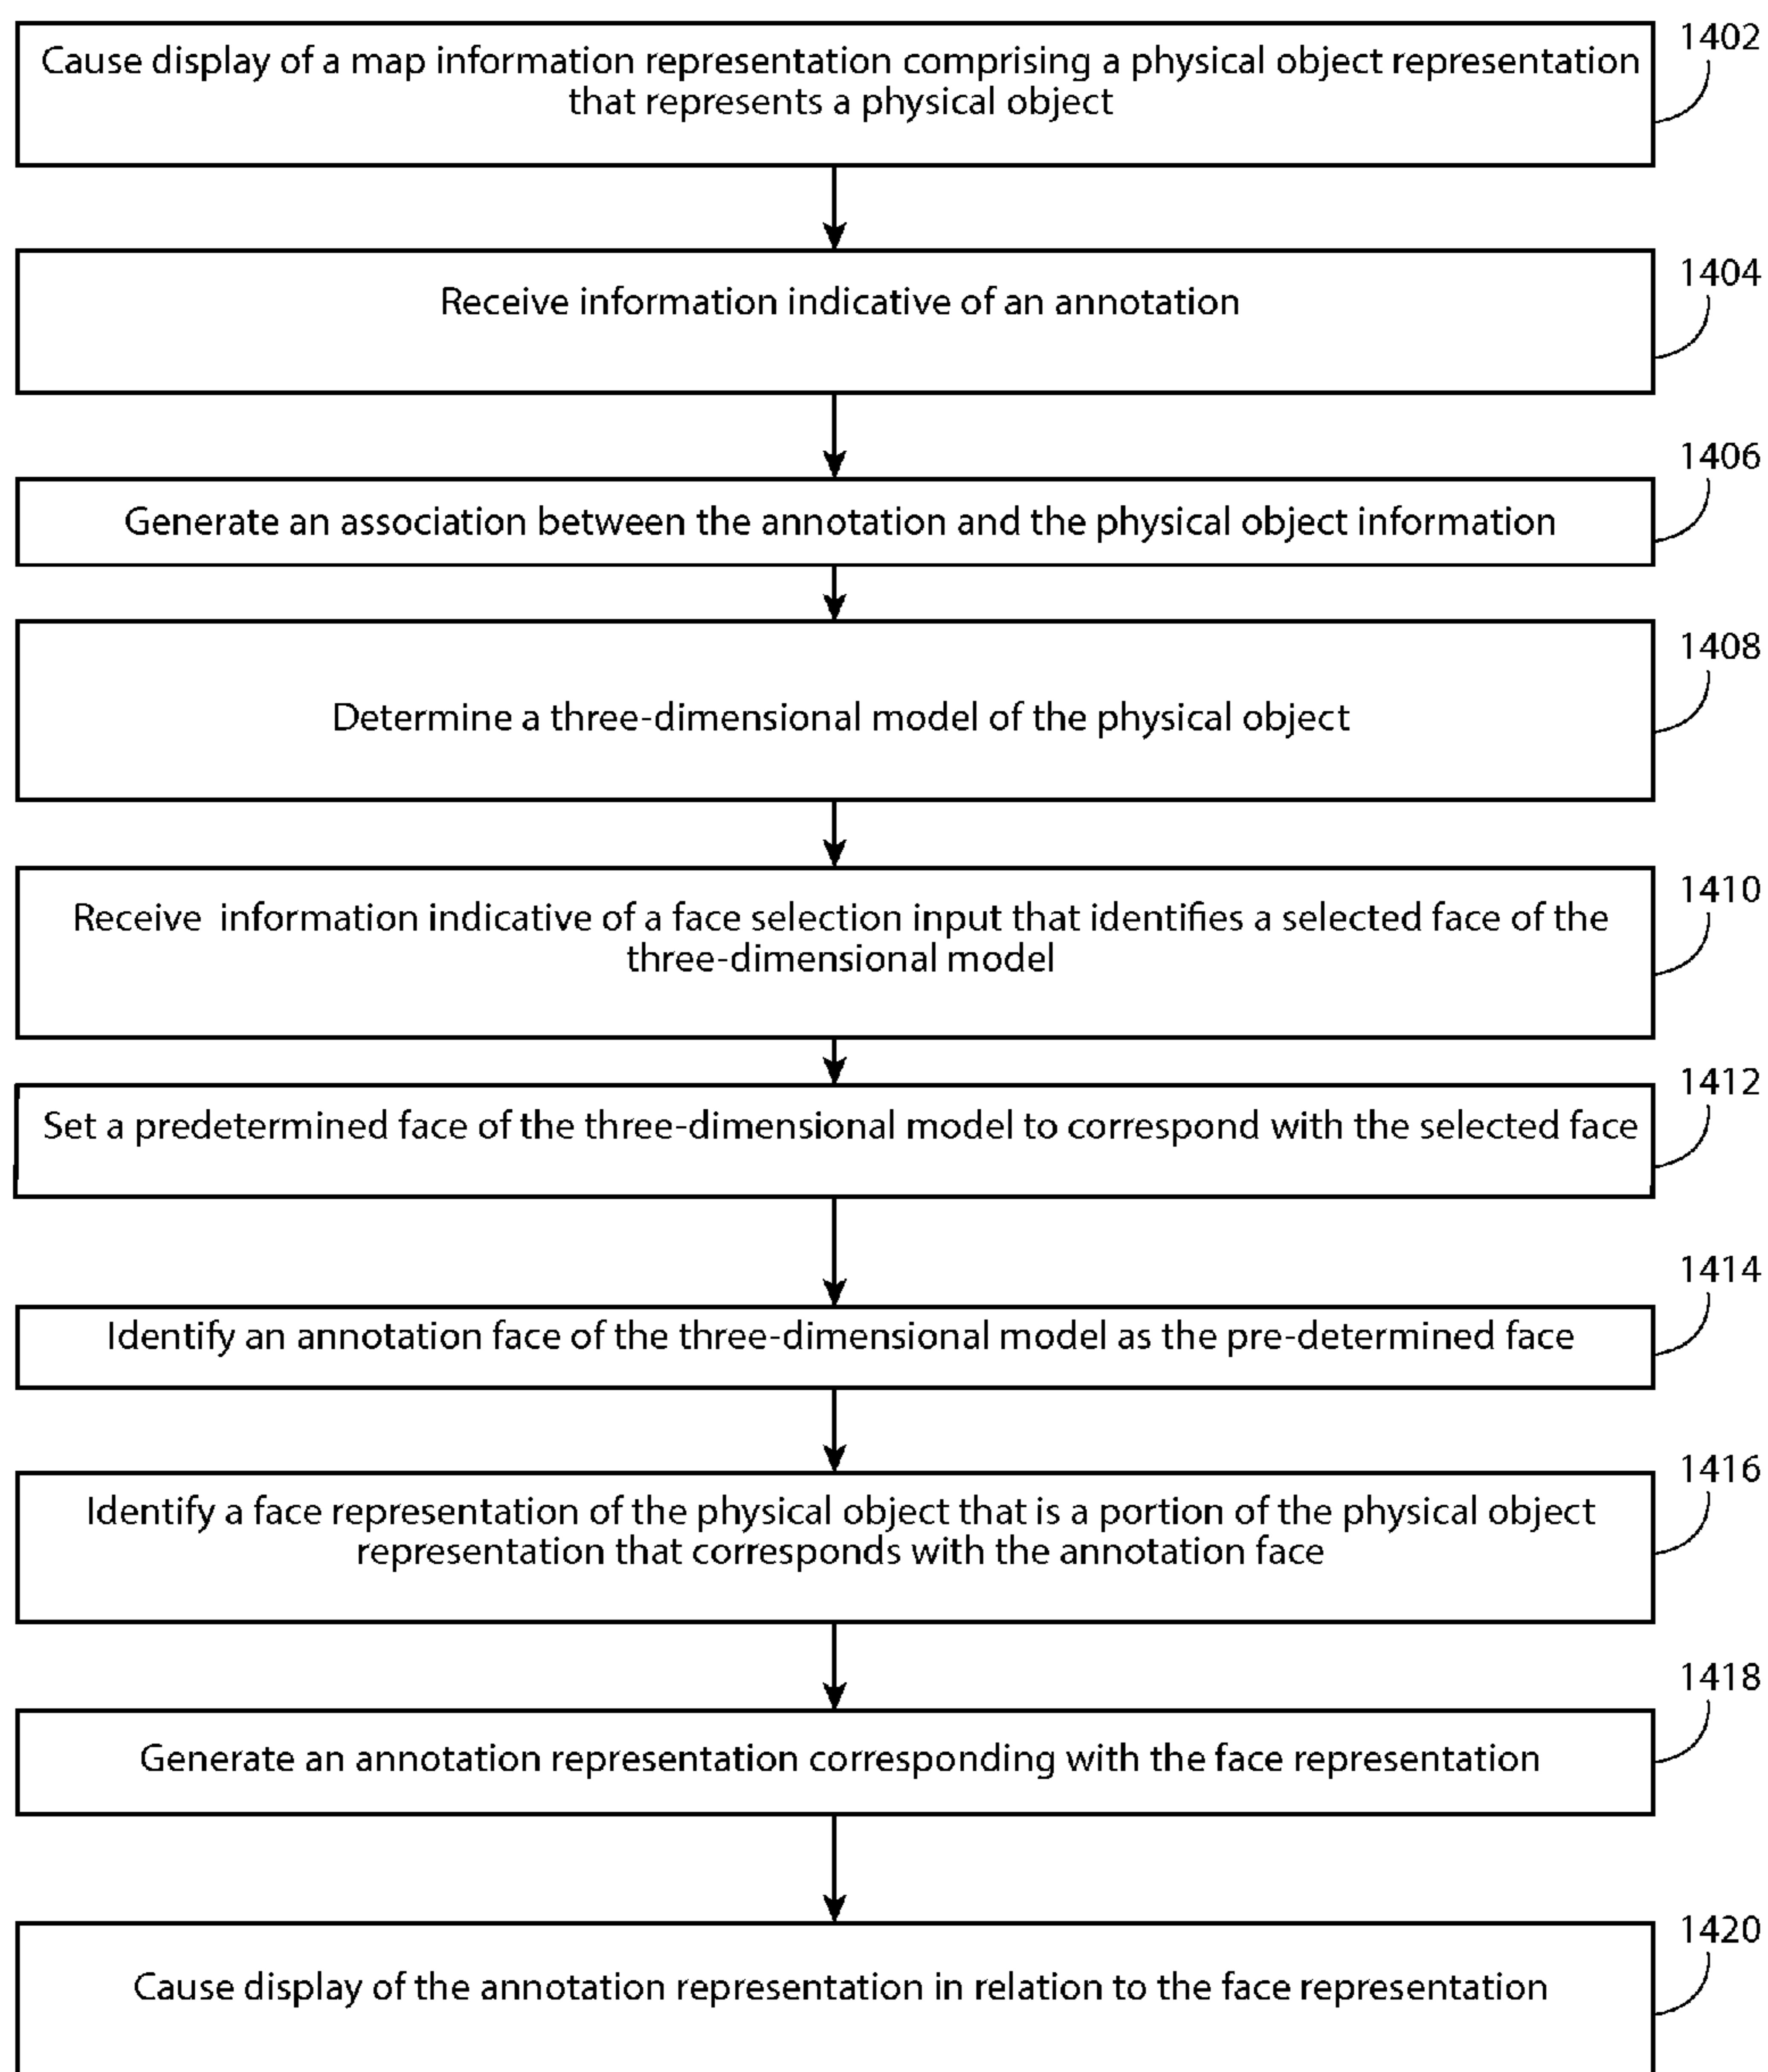 1402
Cause display of a map information representation comprising a physical object representation
that represents a physical object
1404
Receive information indicative of an annotation
1406
Generate an association between the annotation and the physical object information
1408
Determine a three-dimensional model of the physical object
1410
Receive information indicative of a face selection input that identifies a selected face of the
three-dimensional model
1412
Set a predetermined face of the three-dimensional model to correspond with the selected face
1414
Identify an annotation face of the three-dimensional model as the pre-determined face
1416
Identify a face representation of the physical object that is a portion of the physical object
representation that corresponds with the annotation face
1418
Generate an annotation representation corresponding with the face representation
1420
Cause display of the annotation representation in relation to the face representation